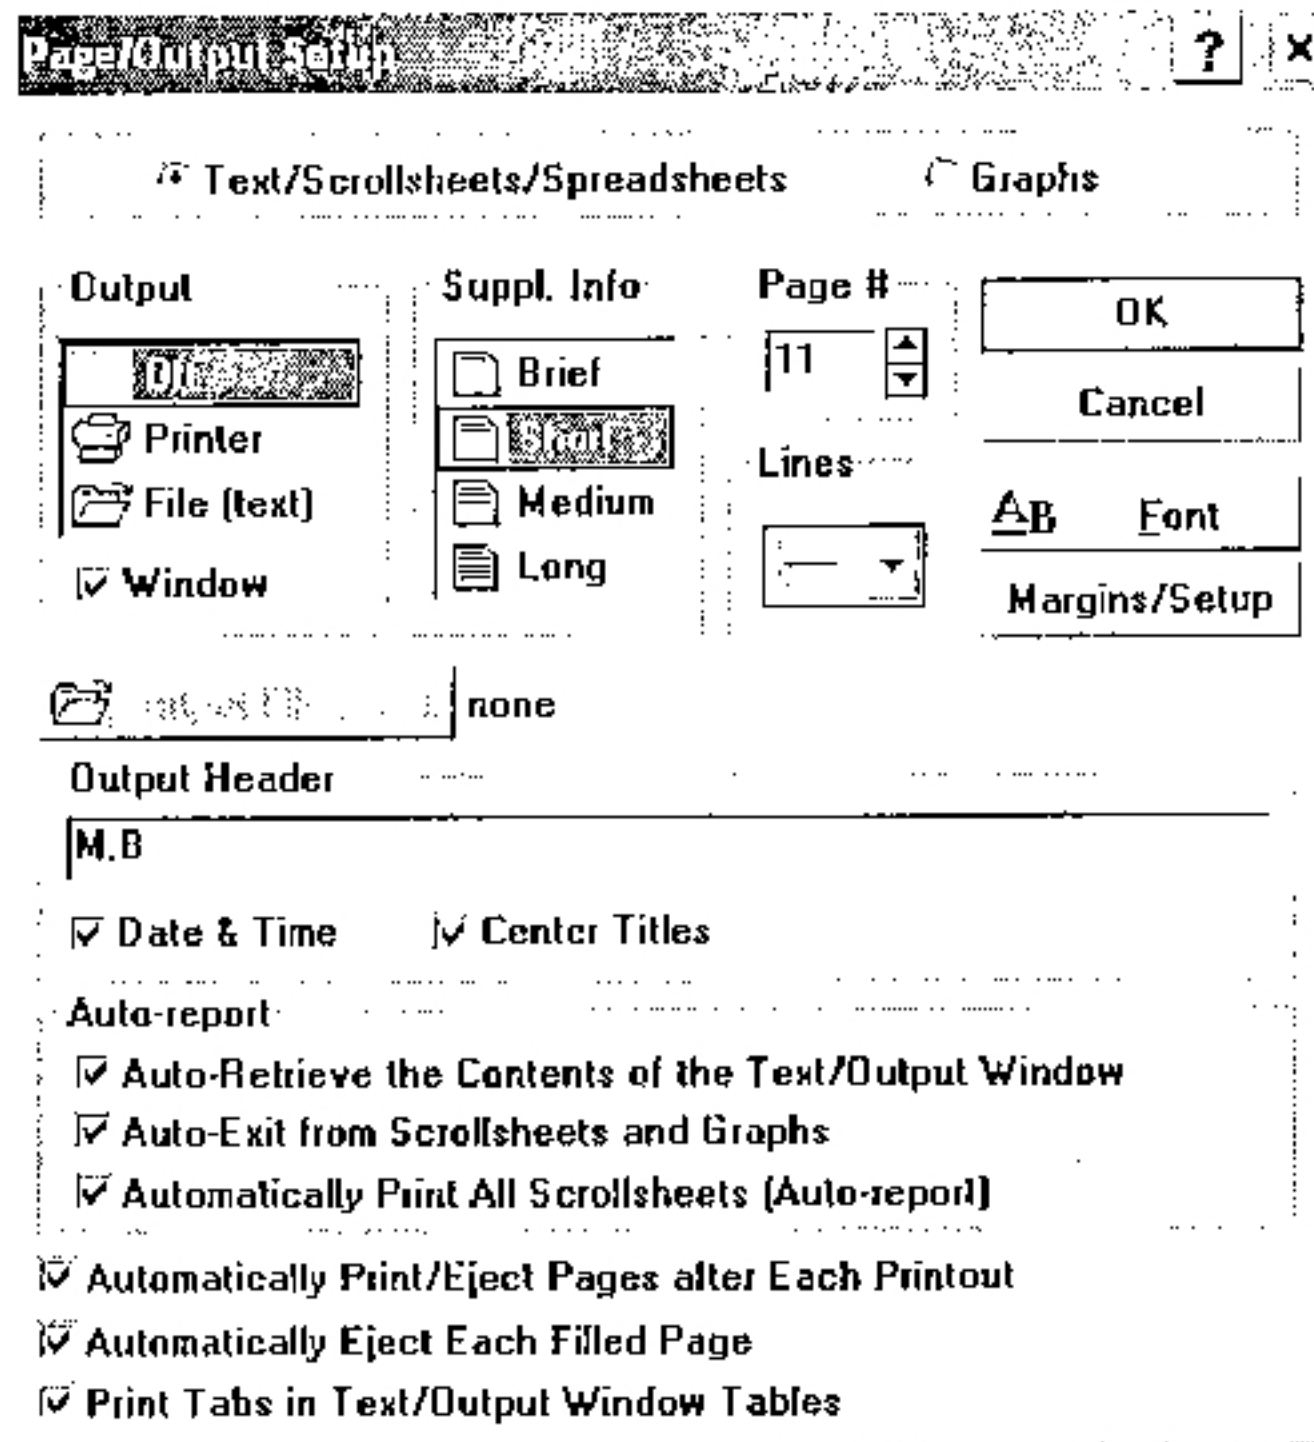 Page/Output Setup ? ×
Text/Scrollsheets/Spreadsheets Graphs
Output Suppl. Info Page #
Off Brief 11 OK
Printer Short Cancel
Lines
File (text) Medium AB Font
Window Long Margins/Setup
none
Output Header
M.B
Date & Time Center Titles
Auto-report
Auto-Retrieve the Contents of the Text/Output Window
Auto-Exit from Scrollsheets and Graphs
Automatically Print All Scrollsheets (Auto-report)
Automatically Print/Eject Pages after Each Printout
Automatically Eject Each Filled Page
Print Tabs in Text/Output Window Tables